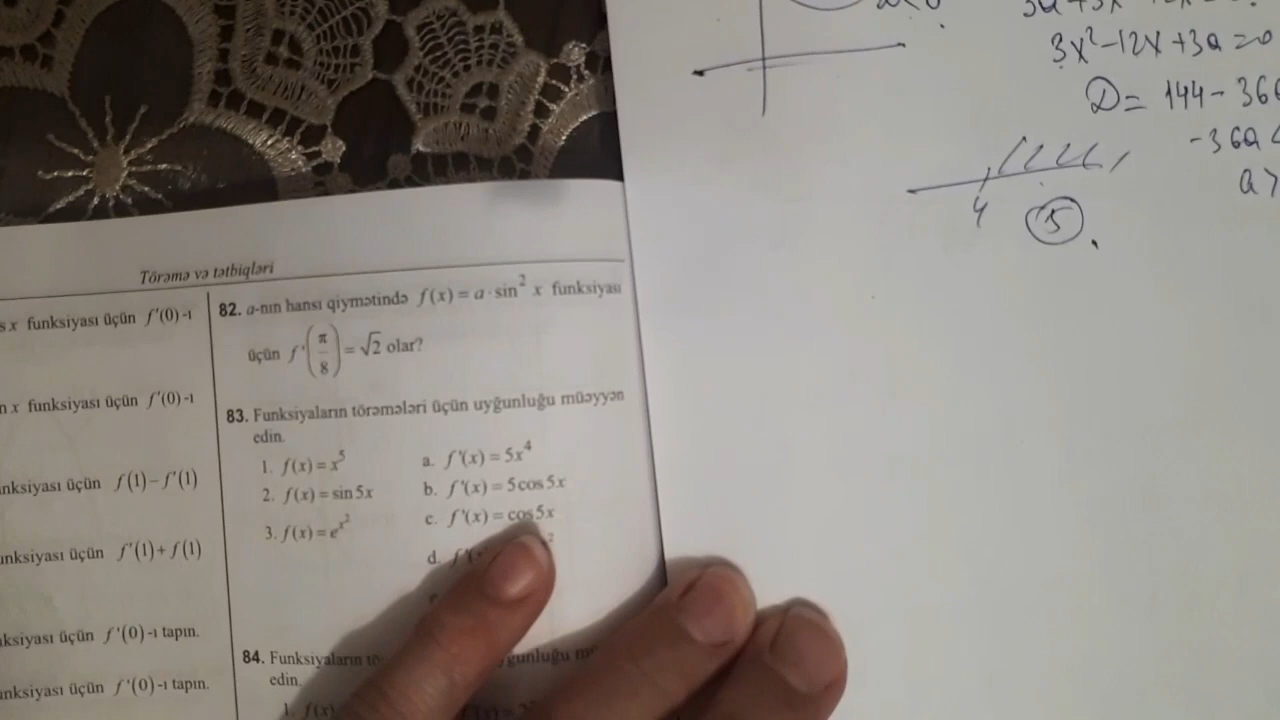 Törəmə və tətbiqləri
s x funksiyası üçün f'(0)-ı
n x funksiyası üçün f'(0)-ı
nksiyası üçün f(1)–f'(1)
unksiyası üçün f'(1)+f(1)
ksiyası üçün f'(0)-ı tapın.
nksiyası üçün f'(0)-ı tapın.
82. a-nın hansı qiymətində f(x) = a·sin² x funksiyası
üçün f'(π/8) = √2 olar?
83. Funksiyaların törəmələri üçün uyğunluğu müəyyən
edin.
1. f(x) = x⁵ a. f'(x) = 5x⁴
2. f(x) = sin 5x b. f'(x) = 5 cos 5x
3. f(x) = e^{x²} c. f'(x) = cos 5x
d.
84. Funksiyaların
edin.
1. f(x)
3x²–12x+3a=0
D= 144–36
-36a<
a>
4
5